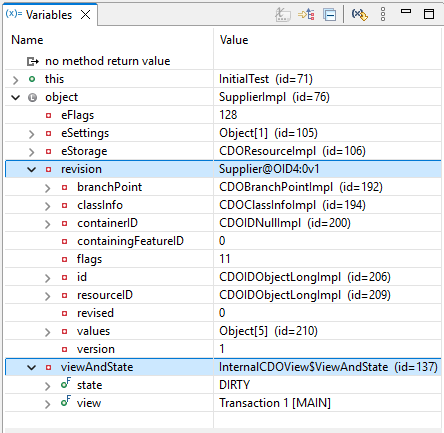 (x)= Variables
Name Value
no method return value
this InitialTest (id=71)
object SupplierImpl (id=76)
eFlags 128
eSettings Object[1] (id=105)
eStorage CDOResourceImpl (id=106)
revision Supplier@OID4:0v1
branchPoint CDOBranchPointImpl (id=192)
classInfo CDOClassInfoImpl (id=194)
containerID CDOIDNullImpl (id=200)
containingFeatureID 0
flags 11
id CDOIDObjectLongImpl (id=206)
resourceID CDOIDObjectLongImpl (id=209)
revised 0
values Object[5] (id=210)
version 1
viewAndState InternalCDOView$ViewAndState (id=137)
state DIRTY
view Transaction 1 [MAIN]